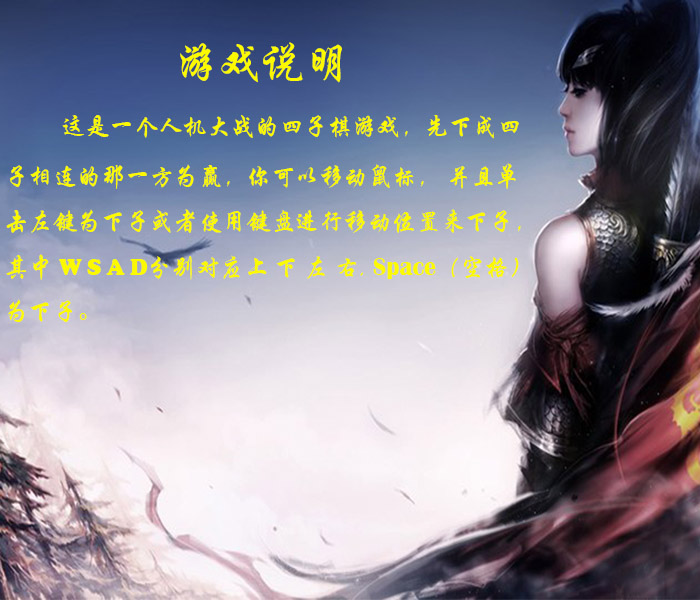 游戏说明
这是一个人机大战的四子棋游戏，先下成四
子相连的那一方为赢，你可以移动鼠标， 并且单
击左键为下子或者使用键盘进行移动位置来下子，
其中 W S A D分别对应上 下 左 右, Space（空格）
为下子。